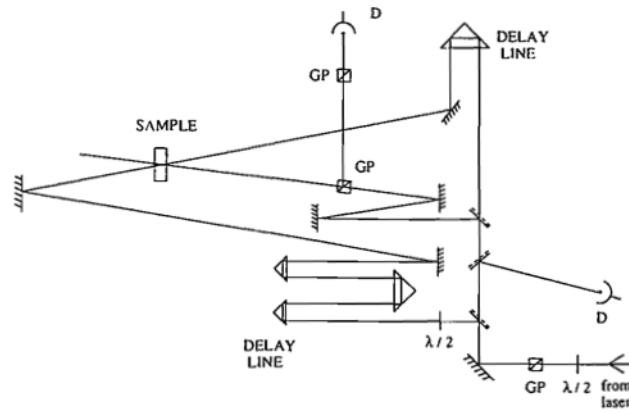 D
DELAY
LINE
GP
SAMPLE
GP
D
DELAY
LINE
λ/2
GP
λ/2
from
laser